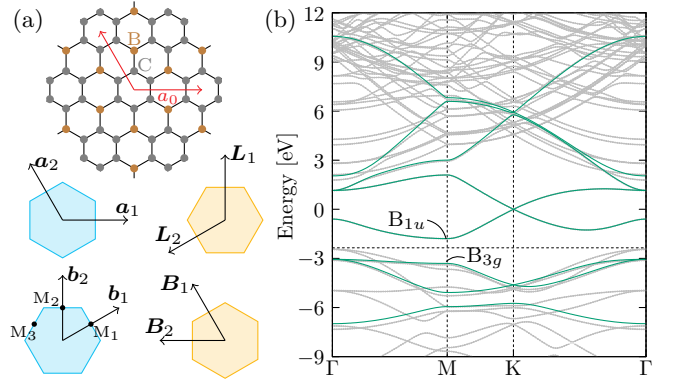 (a)
B
C
a₀
a₂
a₁
L₁
L₂
b₂
b₁
M₂
M₃
M₁
B₁
B₂
(b)
Energy [eV]
12
9
6
3
0
−3
−6
−9
B₁ᵤ
B₃g
Γ
M
K
Γ